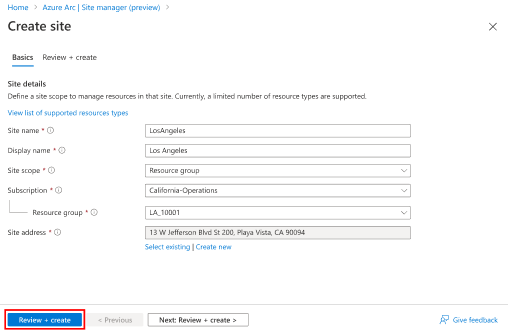 Home > Azure Arc | Site manager (preview) >
Create site
Basics Review + create
Site details
Define a site scope to manage resources in that site. Currently, a limited number of resource types are supported.
View list of supported resources types
Site name * LosAngeles
Display name * Los Angeles
Site scope * Resource group
Subscription * California-Operations
Resource group * LA_10001
Site address * 13 W Jefferson Blvd St 200, Playa Vista, CA 90094
Select existing | Create new
Review + create < Previous Next: Review + create > Give feedback